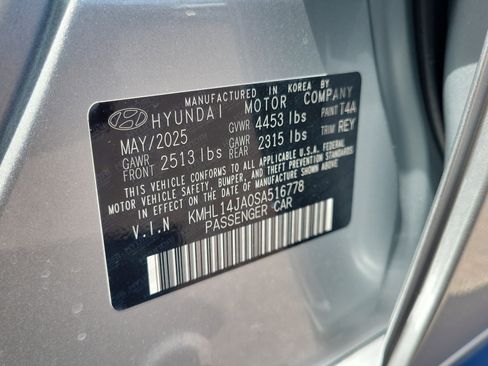 MANUFACTURED IN KOREA BY
HYUNDAI MOTOR COMPANY
MAY/2025 GVWR 4453 lbs PAINT T4A
GAWR FRONT 2513 lbs GAWR REAR 2315 lbs TRIM REY
THIS VEHICLE CONFORMS TO ALL APPLICABLE U.S.A. FEDERAL
MOTOR VEHICLE SAFETY, BUMPER, AND THEFT PREVENTION
STANDARDS IN EFFECT ON THE DATE OF MANUFACTURE SHOWN ABOVE.
V.I.N KMHL14JA0SA516778
PASSENGER CAR